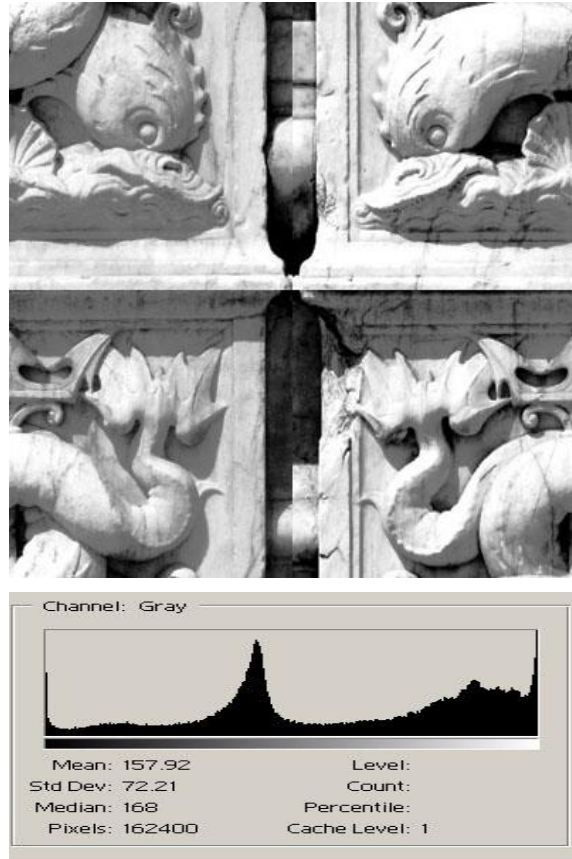 Channel: Gray
Mean: 157.92 Level:
Std Dev: 72.21 Count:
Median: 168 Percentile:
Pixels: 162400 Cache Level: 1